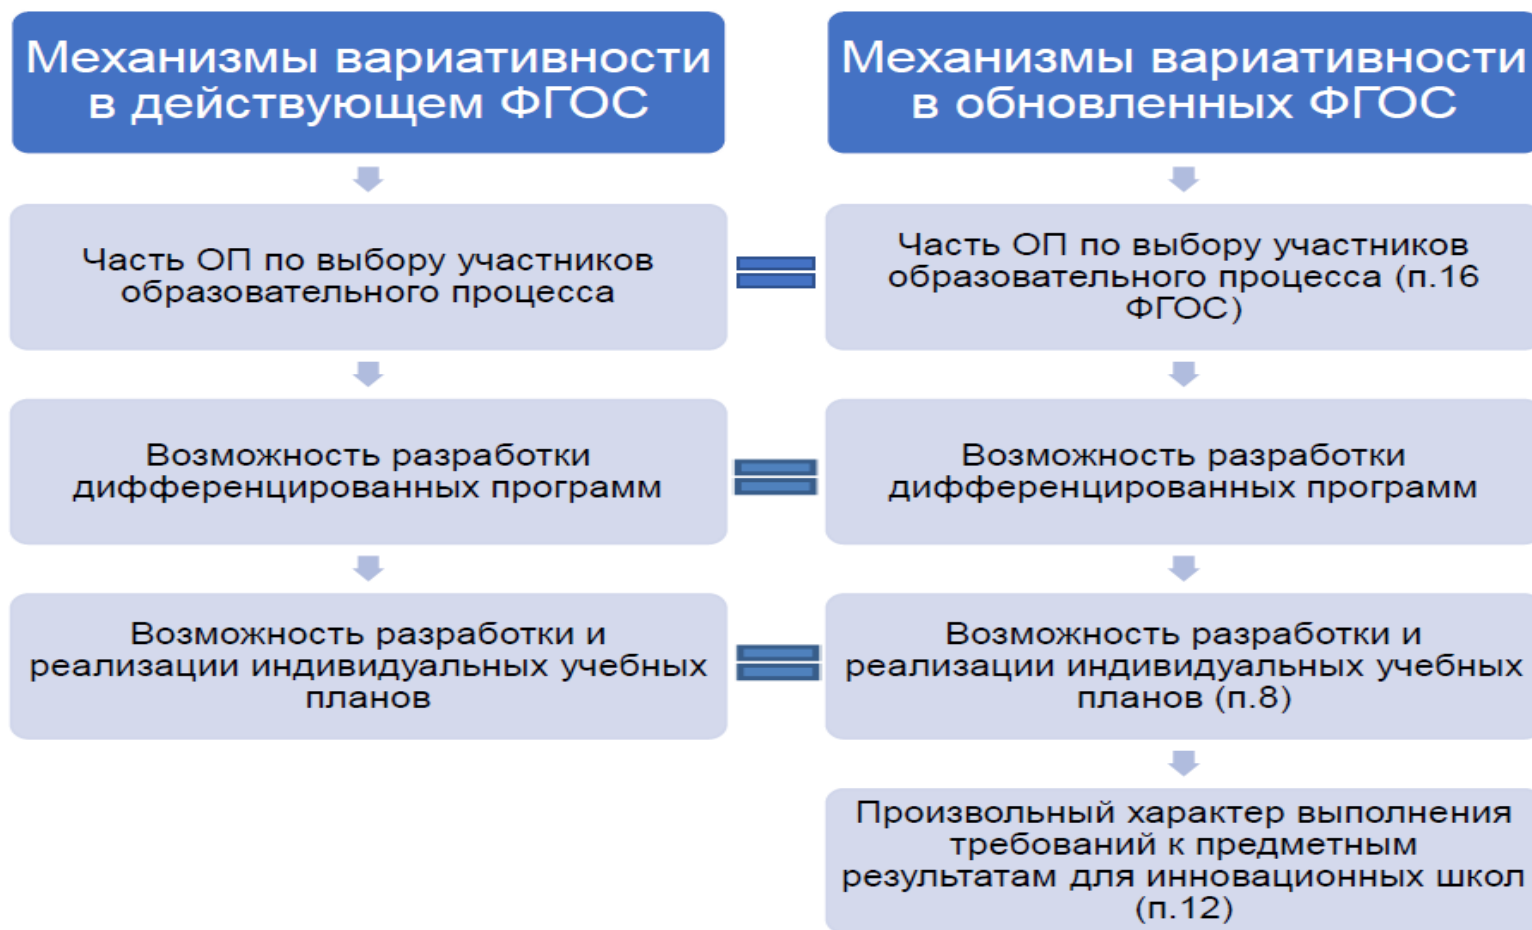 Механизмы вариативности
в действующем ФГОС
Часть ОП по выбору участников
образовательного процесса
Возможность разработки
дифференцированных программ
Возможность разработки и
реализации индивидуальных учебных
планов
Механизмы вариативности
в обновленных ФГОС
Часть ОП по выбору участников
образовательного процесса (п.16
ФГОС)
Возможность разработки
дифференцированных программ
Возможность разработки и
реализации индивидуальных учебных
планов (п.8)
Произвольный характер выполнения
требований к предметным
результатам для инновационных школ
(п.12)